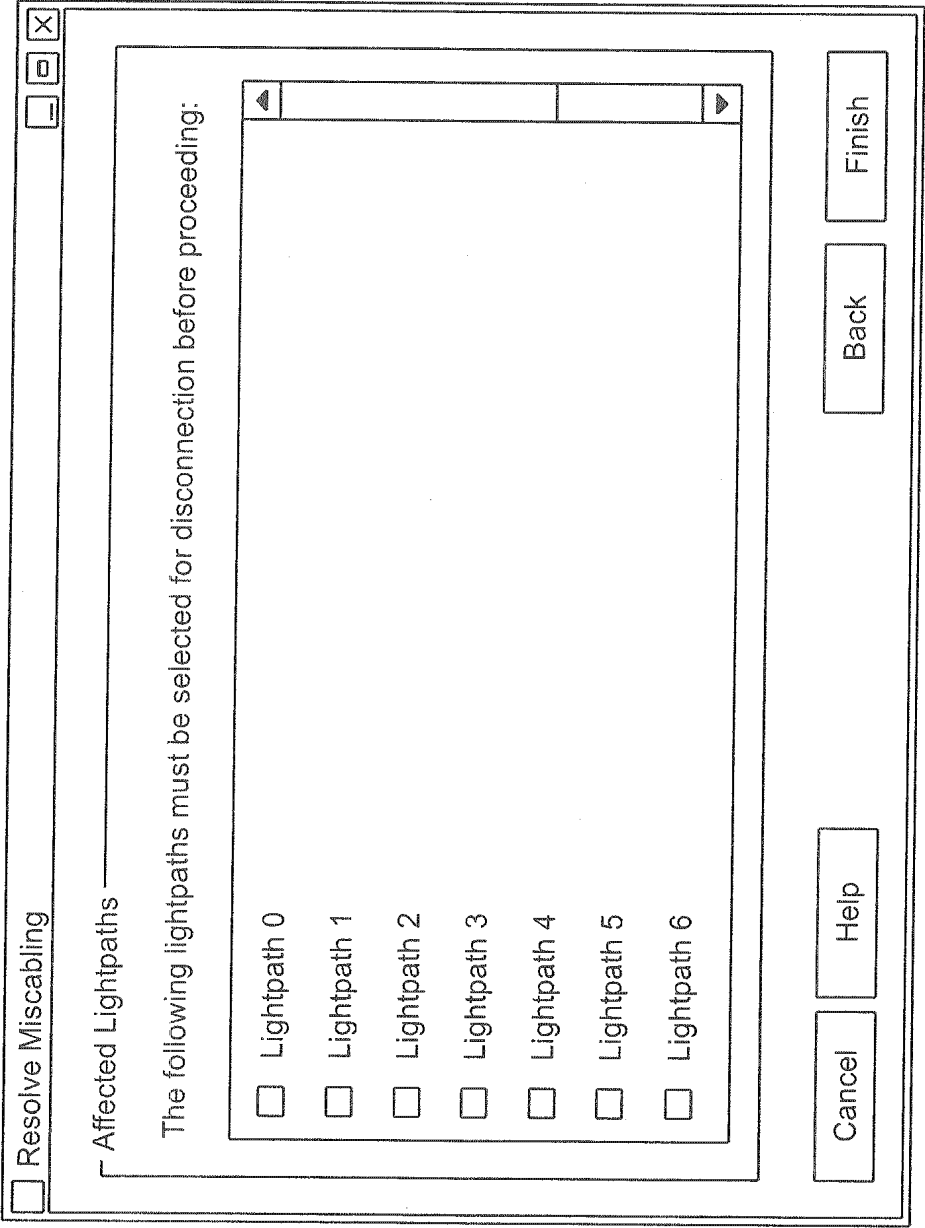 Resolve Miscabling
Affected Lightpaths
The following lightpaths must be selected for disconnection before proceeding:
Lightpath 0
Lightpath 1
Lightpath 2
Lightpath 3
Lightpath 4
Lightpath 5
Lightpath 6
Cancel
Help
Back
Finish